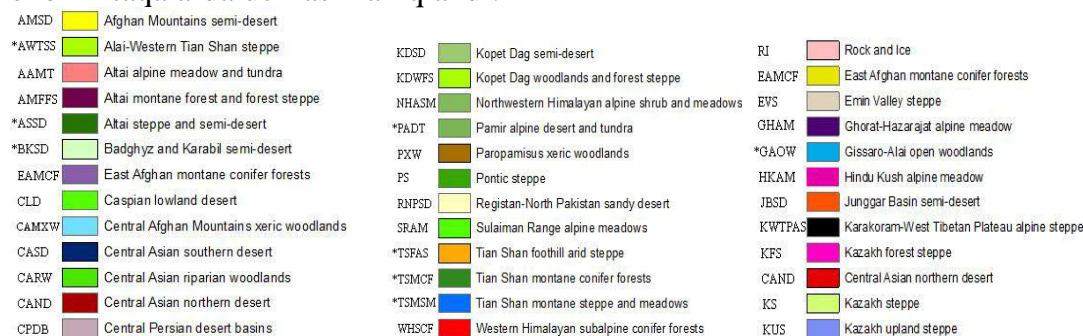 AMSD Afghan Mountains semi-desert
*AWTSS Alai-Western Tian Shan steppe
AAMT Altai alpine meadow and tundra
AMFFS Altai montane forest and forest steppe
*ASSD Altai steppe and semi-desert
*BKSD Badghyz and Karabil semi-desert
EAMCF East Afghan montane conifer forests
CLD Caspian lowland desert
CAMXW Central Afghan Mountains xeric woodlands
CASD Central Asian southern desert
CARW Central Asian riparian woodlands
CAND Central Asian northern desert
CPDB Central Persian desert basins
KDSD Kopet Dag semi-desert
KDWFS Kopet Dag woodlands and forest steppe
NHASM Northwestern Himalayan alpine shrub and meadows
*PADT Pamir alpine desert and tundra
PXW Paropamisus xeric woodlands
PS Pontic steppe
RNPSD Registan-North Pakistan sandy desert
SRAM Sulaiman Range alpine meadows
*TSFAS Tian Shan foothill arid steppe
*TSMCF Tian Shan montane conifer forests
*TSMSM Tian Shan montane steppe and meadows
WHSCF Western Himalayan subalpine conifer forests
RI Rock and Ice
EAMCF East Afghan montane conifer forests
EVS Emin Valley steppe
GHAM Ghorat-Hazarajat alpine meadow
*GAOW Gissaro-Alai open woodlands
HKAM Hindu Kush alpine meadow
JBSD Junggar Basin semi-desert
KWTPAS Karakoram-West Tibetan Plateau alpine steppe
KFS Kazakh forest steppe
CAND Central Asian northern desert
KS Kazakh steppe
KUS Kazakh upland steppe